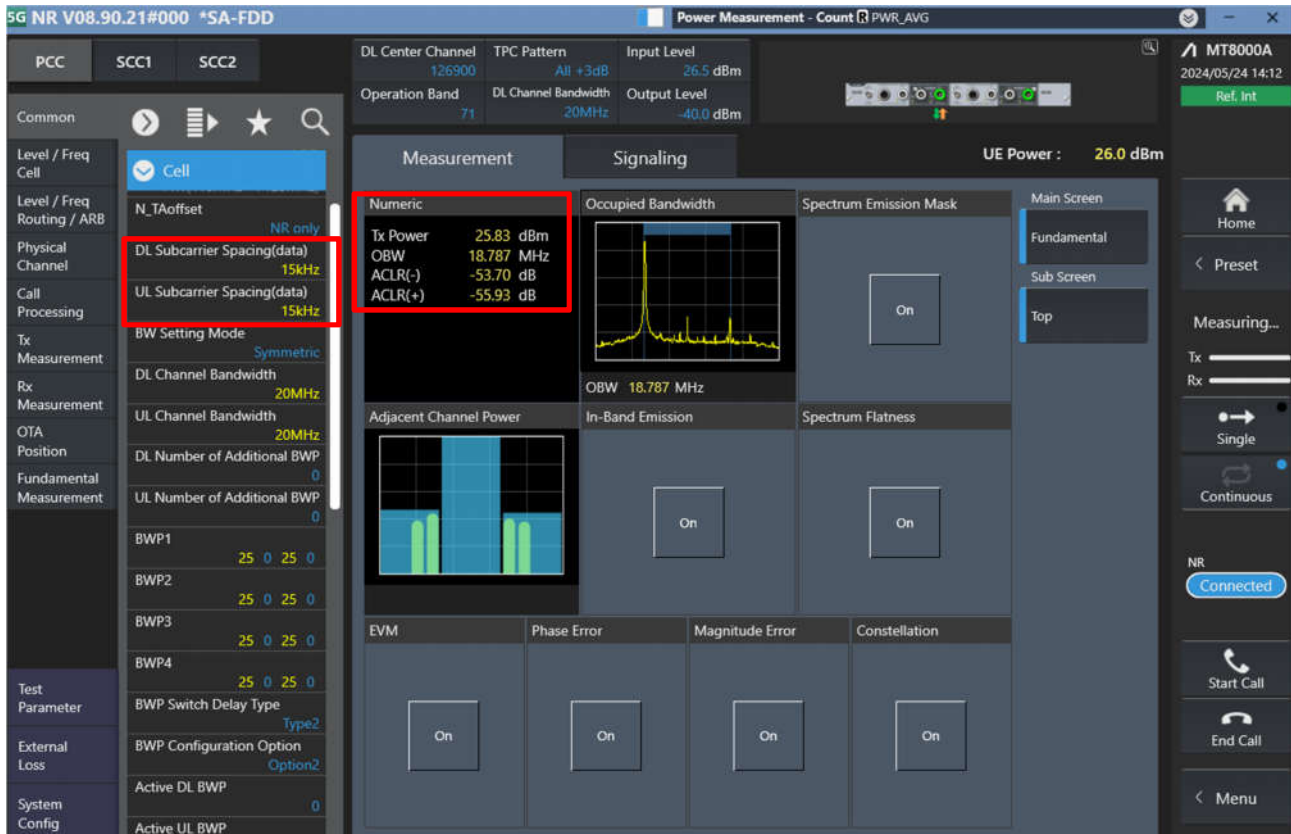 5G NR V08.90.21#000 *SA-FDD
Power Measurement - Count R PWR_AVG
PCC SCC1 SCC2
DL Center Channel TPC Pattern Input Level
126900 All +3dB 26.5 dBm
Operation Band DL Channel Bandwidth Output Level
71 20MHz -40.0 dBm
MT8000A
2024/05/24 14:12
Ref. Int
Common
Level / Freq
Cell
Level / Freq
Routing / ARB
Physical
Channel
Call
Processing
Tx
Measurement
Rx
Measurement
OTA
Position
Fundamental
Measurement
Test
Parameter
External
Loss
System
Config
Cell
N_TAoffset
NR only
DL Subcarrier Spacing(data)
15kHz
UL Subcarrier Spacing(data)
15kHz
BW Setting Mode
Symmetric
DL Channel Bandwidth
20MHz
UL Channel Bandwidth
20MHz
DL Number of Additional BWP
0
UL Number of Additional BWP
0
BWP1
25 0 25 0
BWP2
25 0 25 0
BWP3
25 0 25 0
BWP4
25 0 25 0
BWP Switch Delay Type
Type2
BWP Configuration Option
Option2
Active DL BWP
0
Active UL BWP
Measurement Signaling
UE Power : 26.0 dBm
Numeric
Tx Power 25.83 dBm
OBW 18.787 MHz
ACLR(-) -53.70 dB
ACLR(+) -55.93 dB
Occupied Bandwidth
OBW 18.787 MHz
Spectrum Emission Mask
On
Main Screen
Fundamental
Sub Screen
Top
Adjacent Channel Power
In-Band Emission
On
Spectrum Flatness
On
EVM
On
Phase Error
On
Magnitude Error
On
Constellation
On
Home
< Preset
Measuring...
Tx
Rx
Single
Continuous
NR
Connected
Start Call
End Call
< Menu